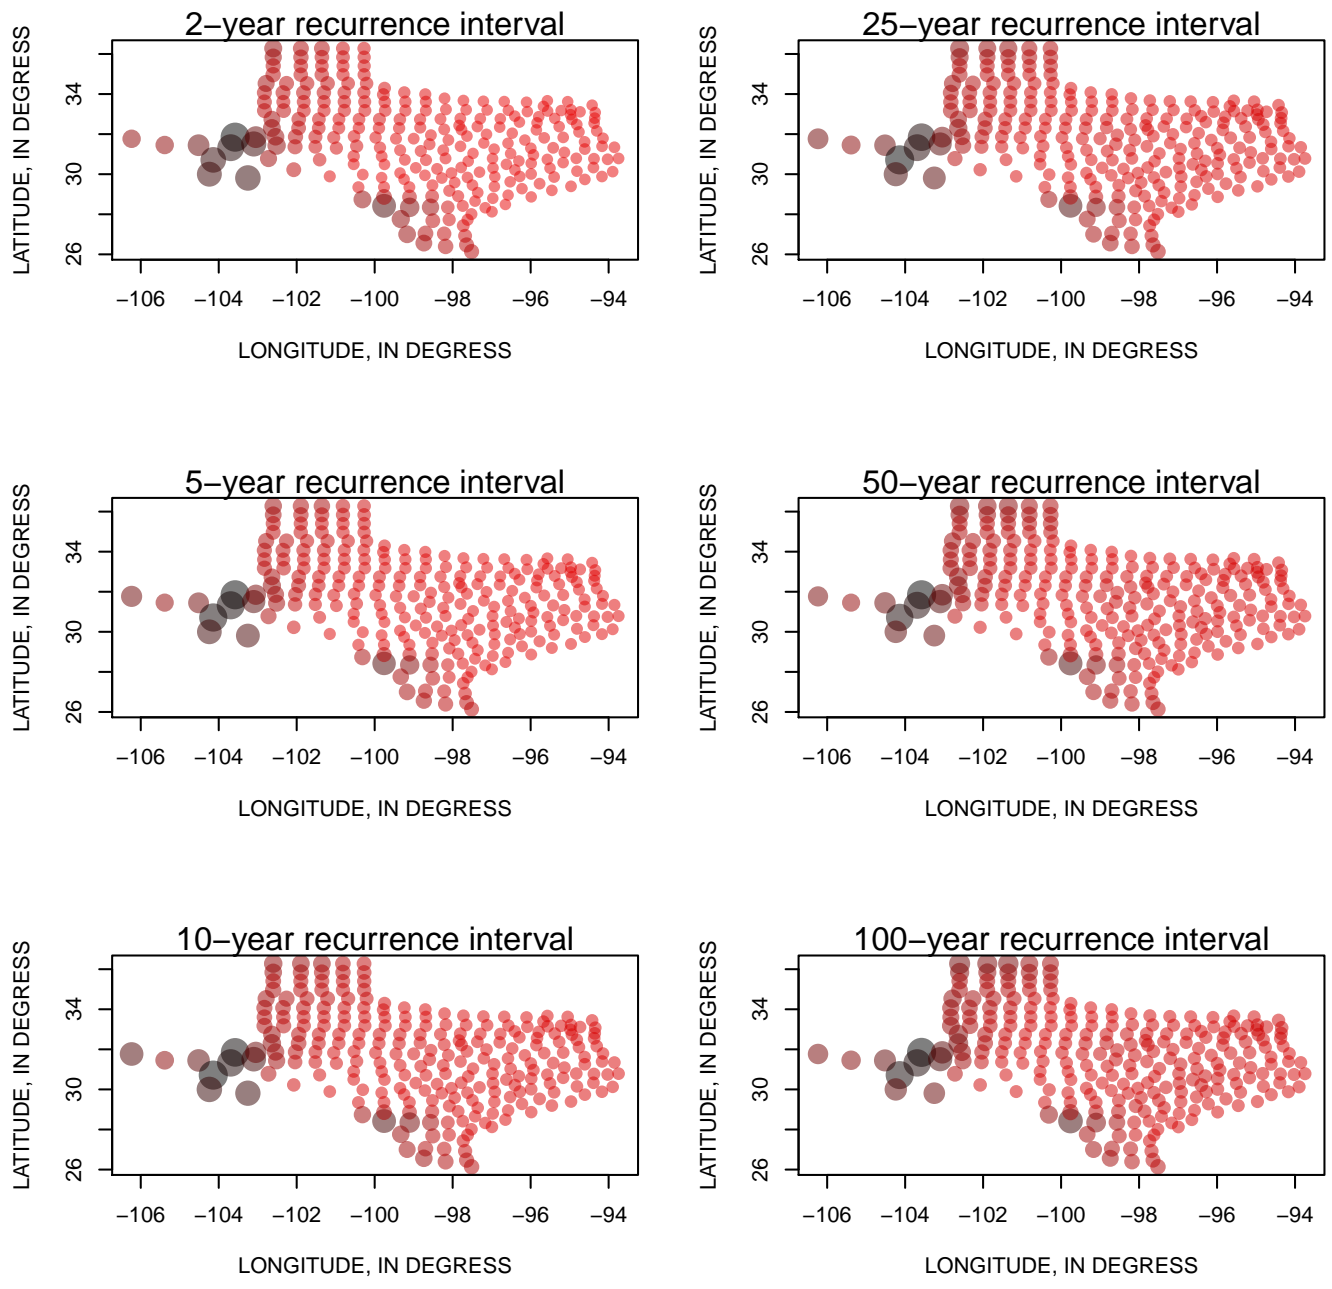 2−year recurrence interval
LATITUDE, IN DEGRESS
34
30
26
−106 −104 −102 −100 −98 −96 −94
LONGITUDE, IN DEGRESS
25−year recurrence interval
LATITUDE, IN DEGRESS
34
30
26
−106 −104 −102 −100 −98 −96 −94
LONGITUDE, IN DEGRESS
5−year recurrence interval
LATITUDE, IN DEGRESS
34
30
26
−106 −104 −102 −100 −98 −96 −94
LONGITUDE, IN DEGRESS
50−year recurrence interval
LATITUDE, IN DEGRESS
34
30
26
−106 −104 −102 −100 −98 −96 −94
LONGITUDE, IN DEGRESS
10−year recurrence interval
LATITUDE, IN DEGRESS
34
30
26
−106 −104 −102 −100 −98 −96 −94
LONGITUDE, IN DEGRESS
100−year recurrence interval
LATITUDE, IN DEGRESS
34
30
26
−106 −104 −102 −100 −98 −96 −94
LONGITUDE, IN DEGRESS